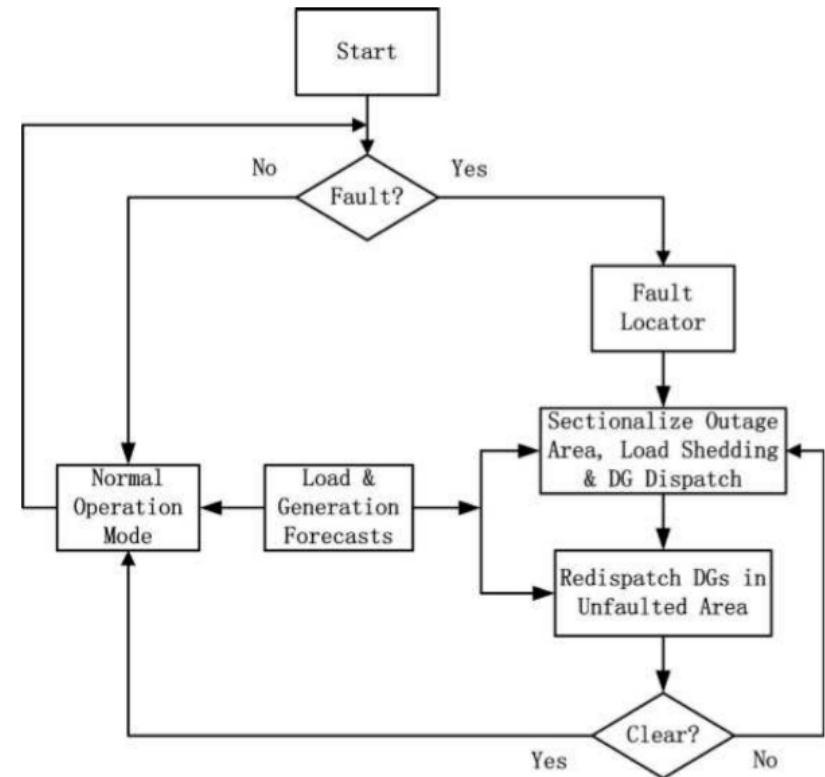 Start
No
Yes
Fault?
Fault
Locator
Sectionalize Outage
Area, Load Shedding
& DG Dispatch
Normal
Operation
Mode
Load &
Generation
Forecasts
Redispatch DGs in
Unfaulted Area
Clear?
Yes
No